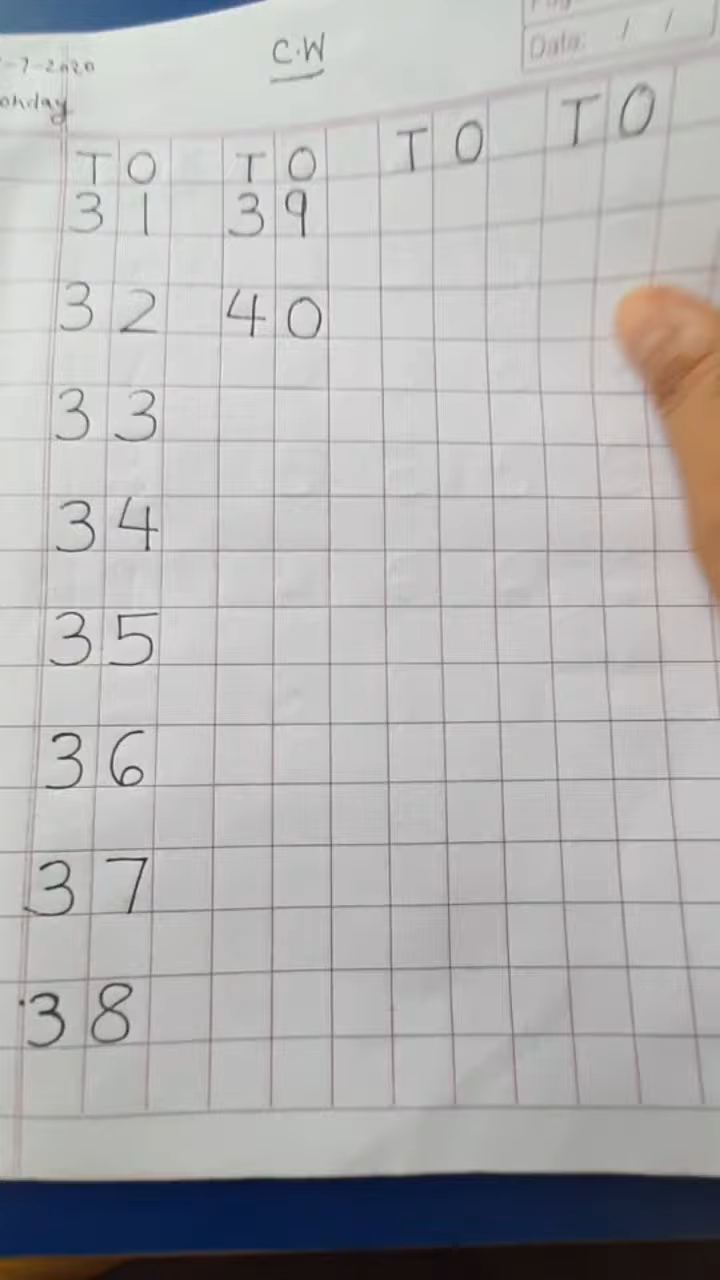 -7-2020
C.W
Date: / /
onday
T O T O T O T O
3 1 3 9
3 2 4 0
3 3
3 4
3 5
3 6
3 7
3 8